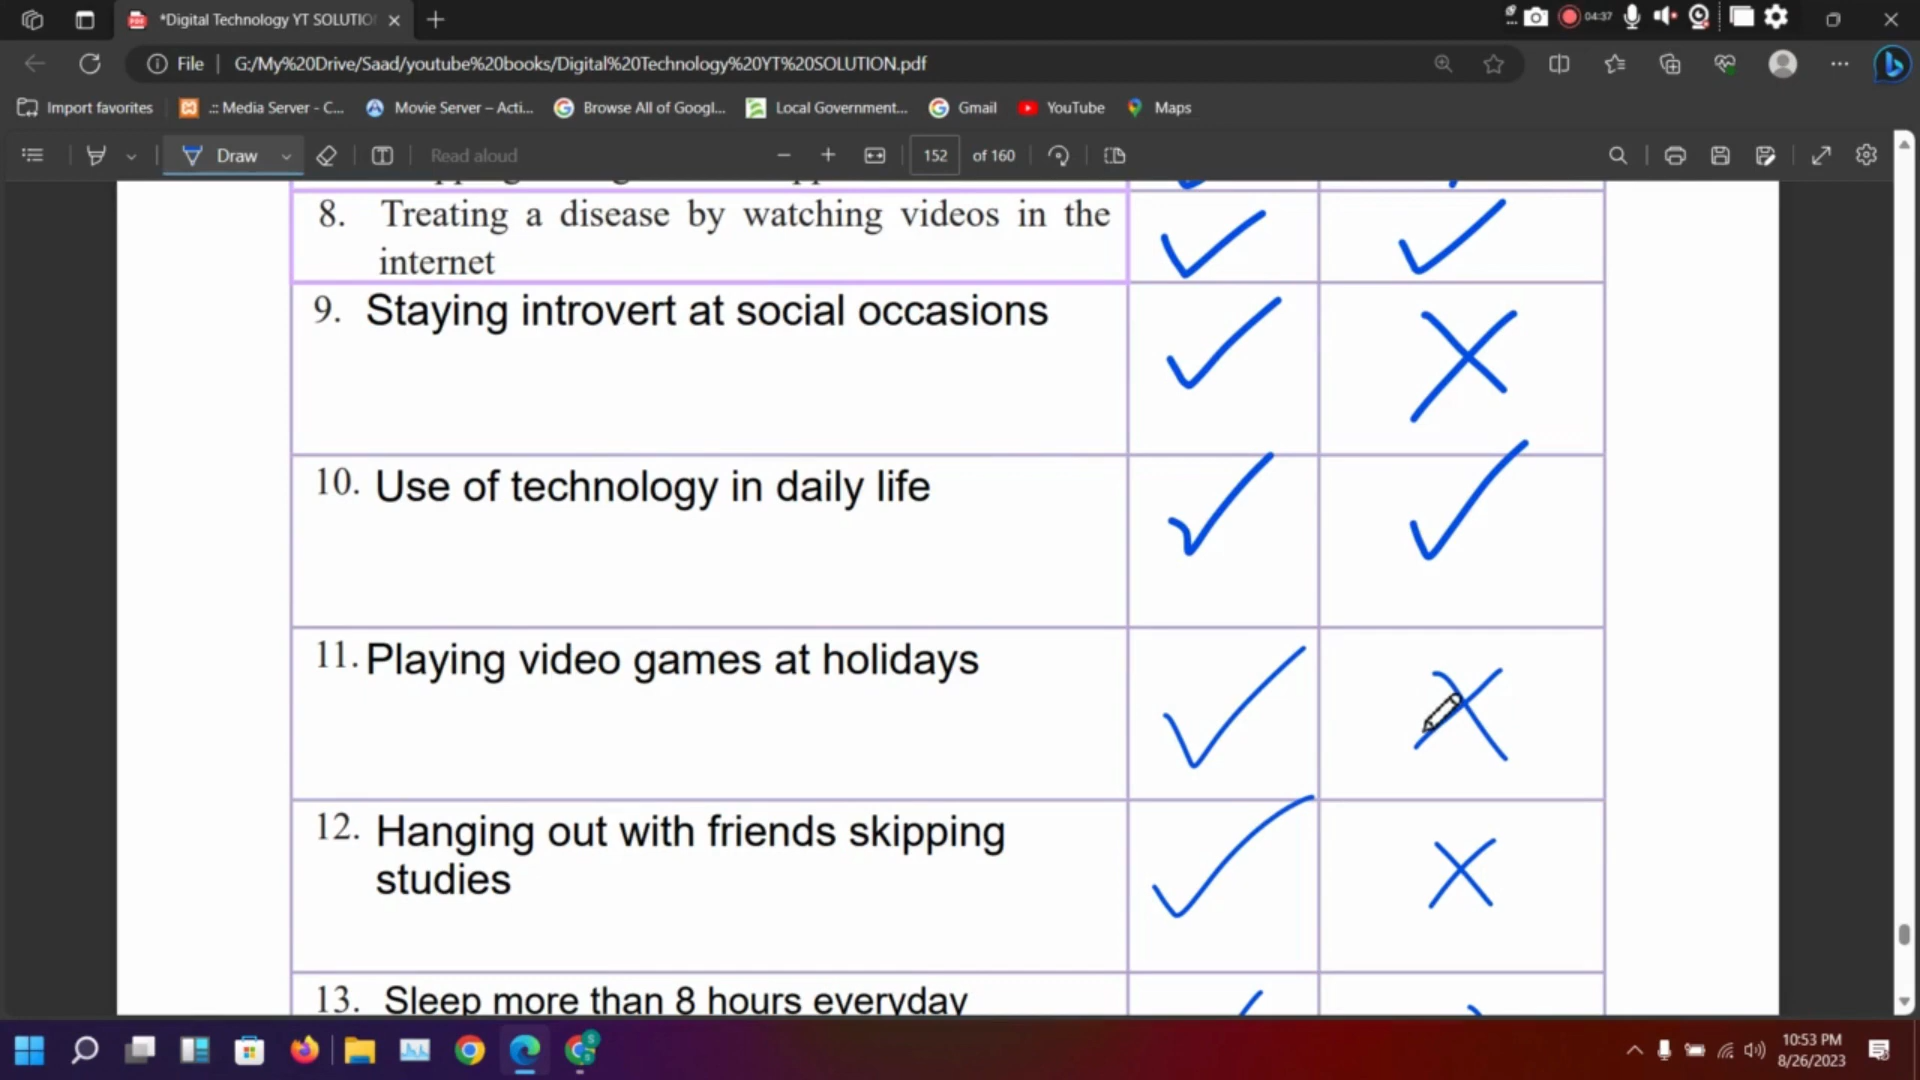 *Digital Technology YT SOLUTIO
04:37
File
G:/My%20Drive/Saad/youtube%20books/Digital%20Technology%20YT%20SOLUTION.pdf
Import favorites
.:: Media Server - C...
Movie Server – Acti...
Browse All of Googl...
Local Government...
Gmail
YouTube
Maps
Draw
Read aloud
152
of 160
8. Treating a disease by watching videos in the
internet
9. Staying introvert at social occasions
10. Use of technology in daily life
11. Playing video games at holidays
12. Hanging out with friends skipping
studies
13. Sleep more than 8 hours everyday
10:53 PM
8/26/2023